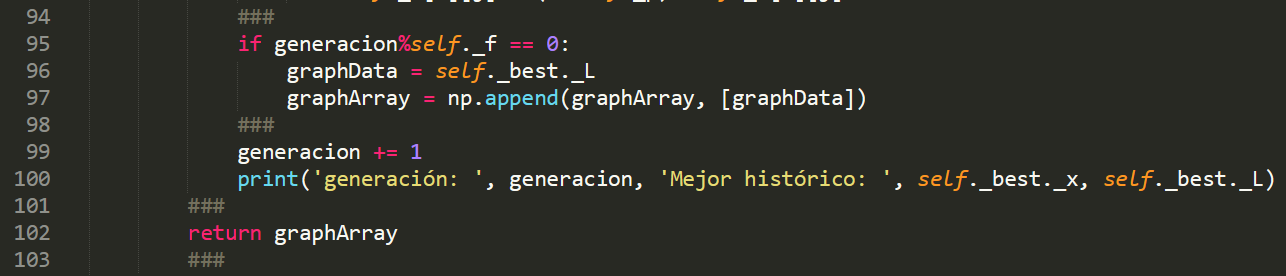 94 ###
95 if generacion%self._f == 0:
96 graphData = self._best._L
97 graphArray = np.append(graphArray, [graphData])
98 ###
99 generacion += 1
100 print('generación: ', generacion, 'Mejor histórico: ', self._best._x, self._best._L)
101 ###
102 return graphArray
103 ###